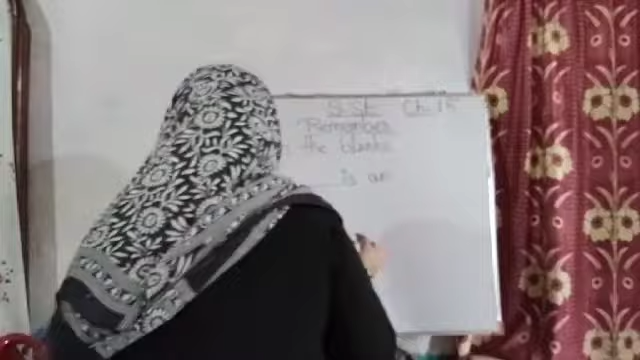 S.St. Ch. 15
Remember
the blanks
is an